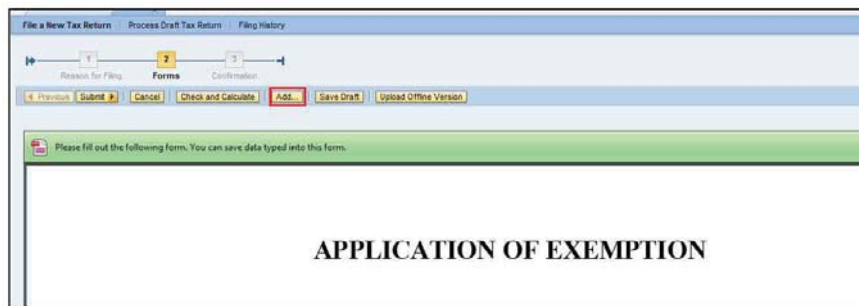 File a New Tax Return | Process Draft Tax Return | Filing History
1 2 3
Reason for Filing Forms Confirmation
Previous Submit Cancel Check and Calculate Add... Save Draft Upload Offline Version
Please fill out the following form. You can save data typed into this form.
APPLICATION OF EXEMPTION